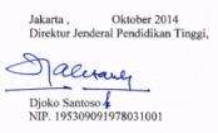 Jakarta , Oktober 2014
Direktur Jenderal Pendidikan Tinggi,
Djoko Santoso
NIP. 195309091978031001